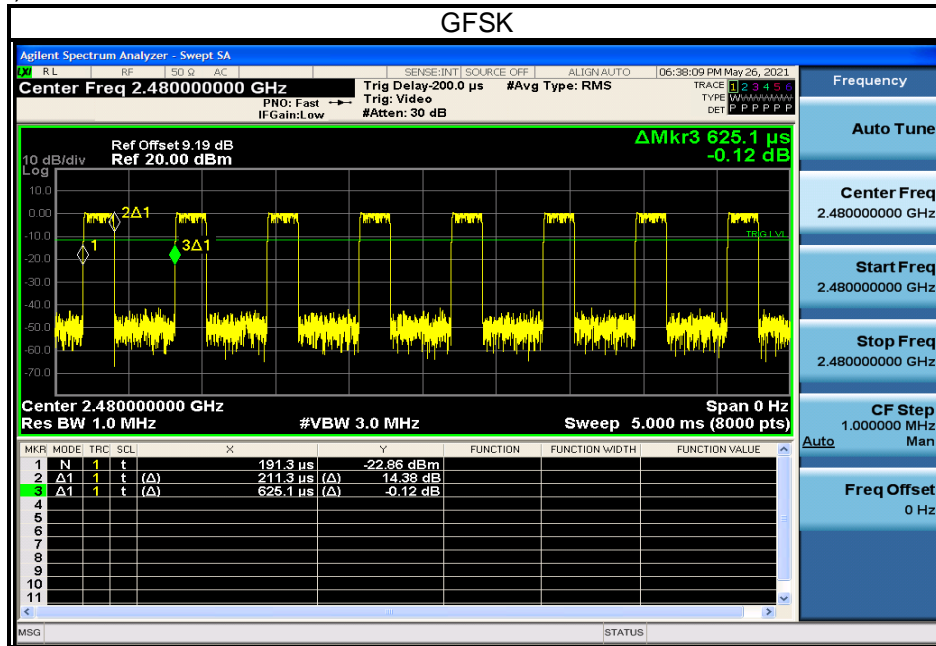 GFSK
Agilent Spectrum Analyzer - Swept SA
LXI RL RF 50 Ω AC SENSE:INT SOURCE OFF ALIGNAUTO 06:38:09 PM May 26, 2021
Center Freq 2.480000000 GHz Trig Delay-200.0 µs #Avg Type: RMS TRACE 1 2 3 4 5 6
PNO: Fast Trig: Video TYPE WWWWWW
IFGain:Low #Atten: 30 dB DET P P P P P P
ΔMkr3 625.1 µs
-0.12 dB
Ref Offset 9.19 dB
10 dB/div Ref 20.00 dBm
Log
10.0
0.00
-10.0
-20.0
-30.0
-40.0
-50.0
-60.0
-70.0
2Δ1
1
3Δ1
TRIG LVL
Center 2.480000000 GHz Span 0 Hz
Res BW 1.0 MHz #VBW 3.0 MHz Sweep 5.000 ms (8000 pts)
MKR MODE TRC SCL X Y FUNCTION FUNCTION WIDTH FUNCTION VALUE
1 N 1 t 191.3 µs -22.86 dBm
2 Δ1 1 t (Δ) 211.3 µs (Δ) 14.38 dB
3 Δ1 1 t (Δ) 625.1 µs (Δ) -0.12 dB
4
5
6
7
8
9
10
11
MSG STATUS
Frequency
Auto Tune
Center Freq
2.480000000 GHz
Start Freq
2.480000000 GHz
Stop Freq
2.480000000 GHz
CF Step
1.000000 MHz
Auto Man
Freq Offset
0 Hz